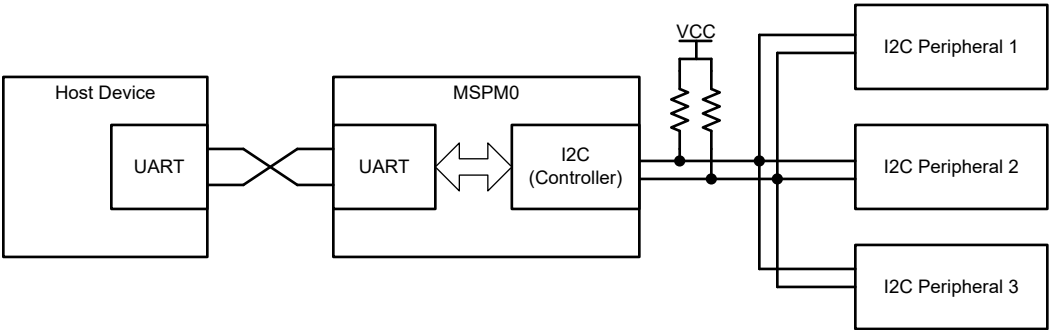 Host Device
UART
MSPM0
UART
I2C
(Controller)
VCC
I2C Peripheral 1
I2C Peripheral 2
I2C Peripheral 3